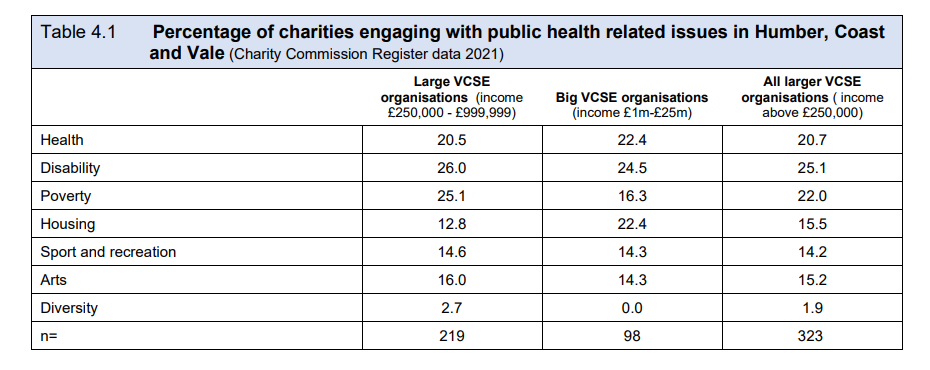 Table 4.1 Percentage of charities engaging with public health related issues in Humber, Coast
and Vale (Charity Commission Register data 2021)
Large VCSE organisations (income £250,000 - £999,999) Big VCSE organisations (income £1m-£25m) All larger VCSE organisations ( income above £250,000)
Health 20.5 22.4 20.7
Disability 26.0 24.5 25.1
Poverty 25.1 16.3 22.0
Housing 12.8 22.4 15.5
Sport and recreation 14.6 14.3 14.2
Arts 16.0 14.3 15.2
Diversity 2.7 0.0 1.9
n= 219 98 323